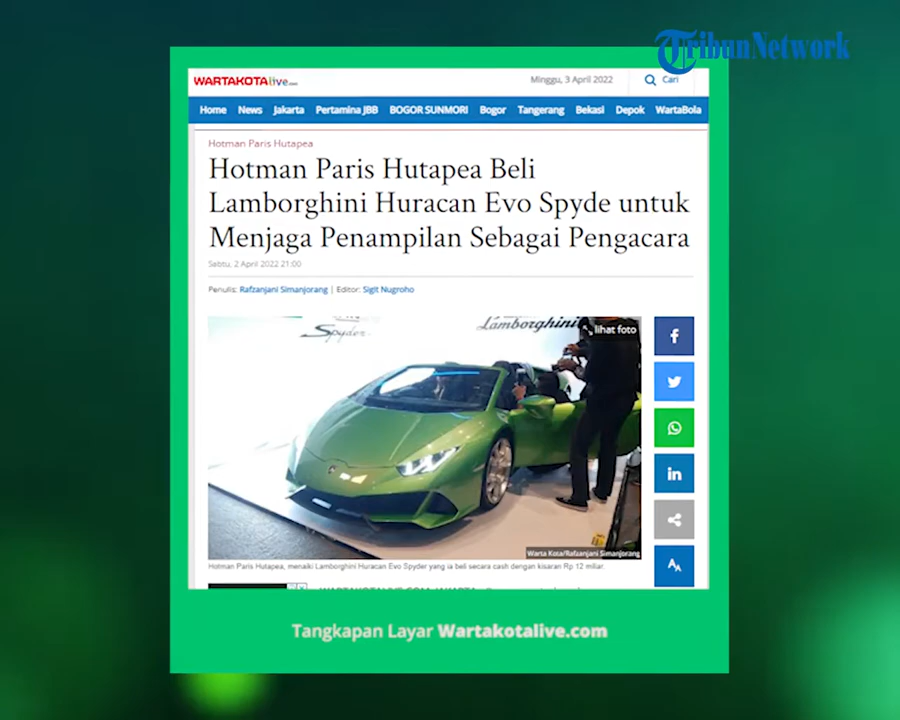 TribunNetwork
WARTAKOTAlive.com
Minggu, 3 April 2022
Cari
Home News Jakarta Pertamina JBB BOGOR SUNMORI Bogor Tangerang Bekasi Depok WartaBola
Hotman Paris Hutapea
Hotman Paris Hutapea Beli
Lamborghini Huracan Evo Spyde untuk
Menjaga Penampilan Sebagai Pengacara
Sabtu, 2 April 2022 21:00
Penulis: Rafzanjani Simanjorang | Editor: Sigit Nugroho
Spyder
Lamborghini
lihat foto
Warta Kota/Rafzanjani Simanjorang
Hotman Paris Hutapea, menaiki Lamborghini Huracan Evo Spyder yang ia beli secara cash dengan kisaran Rp 12 miliar.
Tangkapan Layar Wartakotalive.com